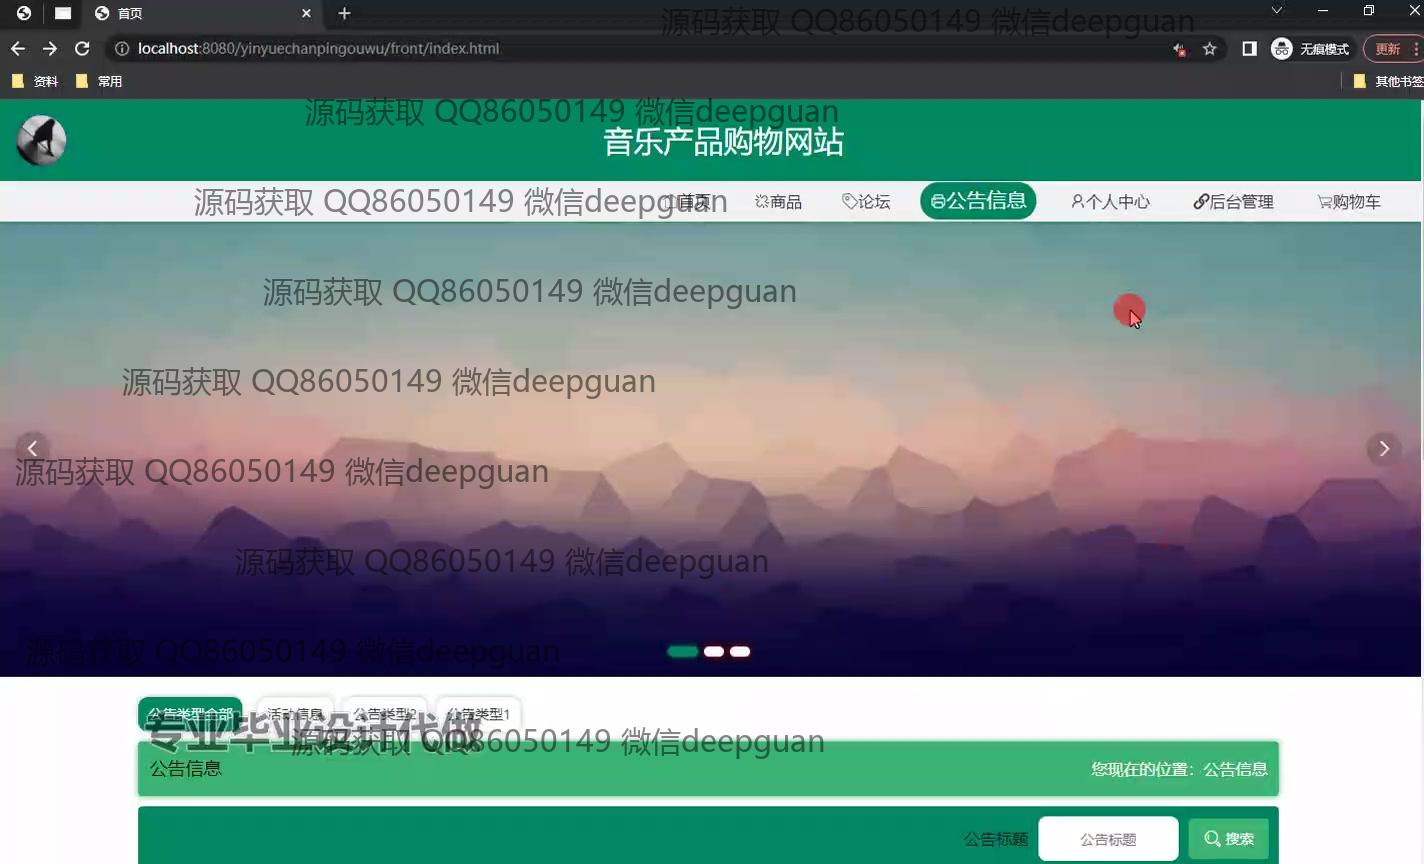 首页
源码获取 QQ86050149 微信deepguan
localhost:8080/yinyuechanpingouwu/front/index.html
无痕模式
更新
资料
常用
其他书签
源码获取 QQ86050149 微信deepguan
音乐产品购物网站
源码获取 QQ86050149 微信deepguan
首页
商品
论坛
公告信息
个人中心
后台管理
购物车
源码获取 QQ86050149 微信deepguan
源码获取 QQ86050149 微信deepguan
源码获取 QQ86050149 微信deepguan
源码获取 QQ86050149 微信deepguan
源码获取 QQ86050149 微信deepguan
公告类型全部
活动信息
公告类型2
公告类型1
专业毕业设计代做
源码获取 QQ86050149 微信deepguan
公告信息
您现在的位置：公告信息
公告标题
公告标题
搜索